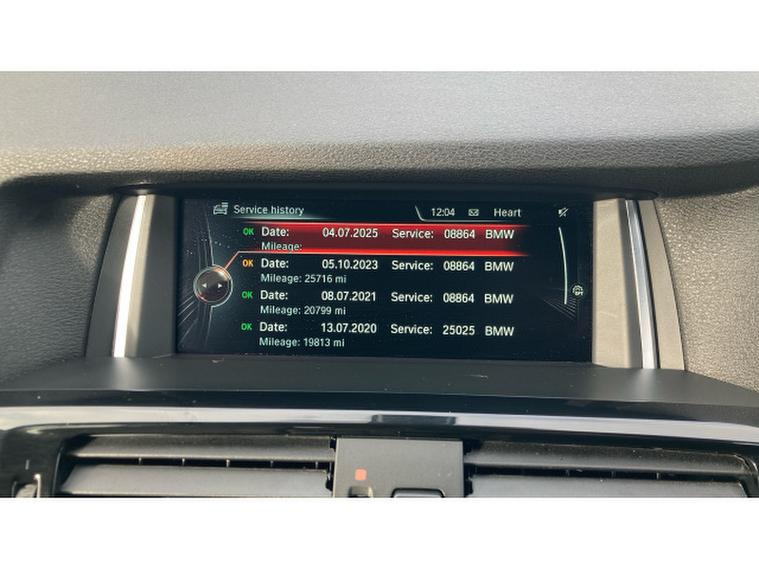 Service history 12:04 Heart
OK Date: 04.07.2025 Service: 08864 BMW
Mileage:
OK Date: 05.10.2023 Service: 08864 BMW
Mileage: 25716 mi
OK Date: 08.07.2021 Service: 08864 BMW
Mileage: 20799 mi
OK Date: 13.07.2020 Service: 25025 BMW
Mileage: 19813 mi